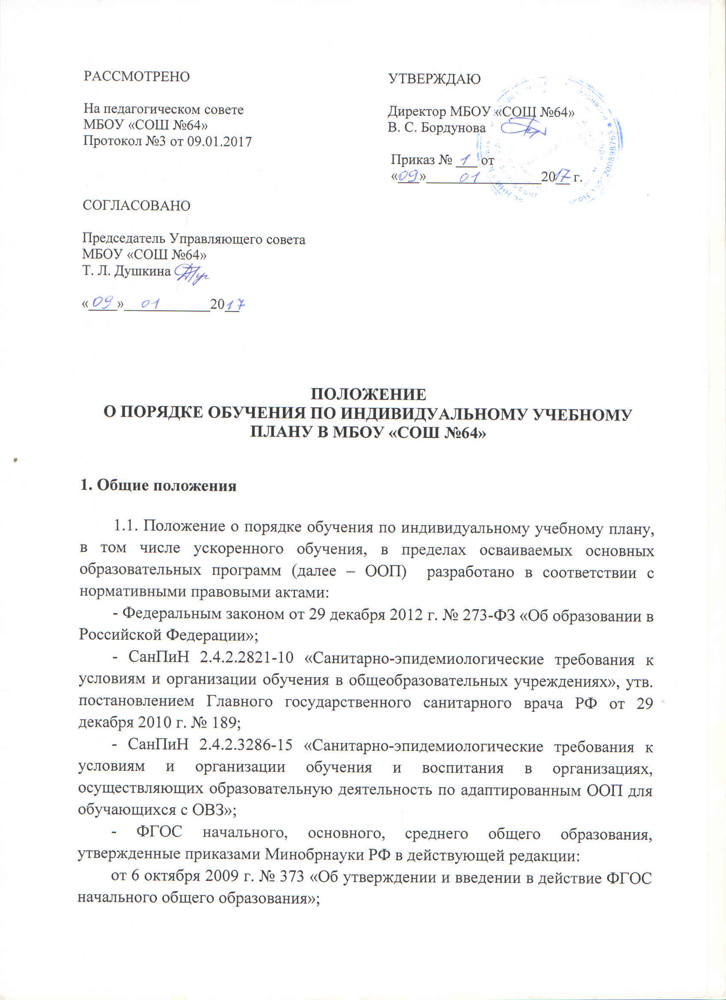 РАССМОТРЕНО
На педагогическом совете
МБОУ «СОШ №64»
Протокол №3 от 09.01.2017
УТВЕРЖДАЮ
Директор МБОУ «СОШ №64»
В. С. Бордунова
Приказ № 1 от
«09» 01 2017 г.
СОГЛАСОВАНО
Председатель Управляющего совета
МБОУ «СОШ №64»
Т. Л. Душкина
«09» 01 2017
ПОЛОЖЕНИЕ
О ПОРЯДКЕ ОБУЧЕНИЯ ПО ИНДИВИДУАЛЬНОМУ УЧЕБНОМУ
ПЛАНУ В МБОУ «СОШ №64»
1. Общие положения
1.1. Положение о порядке обучения по индивидуальному учебному плану,
в том числе ускоренного обучения, в пределах осваиваемых основных
образовательных программ (далее – ООП) разработано в соответствии с
нормативными правовыми актами:
- Федеральным законом от 29 декабря 2012 г. № 273-ФЗ «Об образовании в
Российской Федерации»;
- СанПиН 2.4.2.2821-10 «Санитарно-эпидемиологические требования к
условиям и организации обучения в общеобразовательных учреждениях», утв.
постановлением Главного государственного санитарного врача РФ от 29
декабря 2010 г. № 189;
- СанПиН 2.4.2.3286-15 «Санитарно-эпидемиологические требования к
условиям и организации обучения и воспитания в организациях,
осуществляющих образовательную деятельность по адаптированным ООП для
обучающихся с ОВЗ»;
- ФГОС начального, основного, среднего общего образования,
утвержденные приказами Минобрнауки РФ в действующей редакции:
от 6 октября 2009 г. № 373 «Об утверждении и введении в действие ФГОС
начального общего образования»;